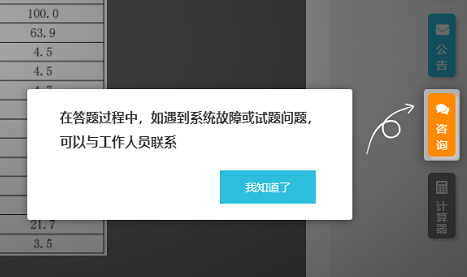 100.0
63.9
4.5
4.5
4.5
公告
在答题过程中，如遇到系统故障或试题问题，
可以与工作人员联系
咨询
我知道了
计算器
21.7
3.5